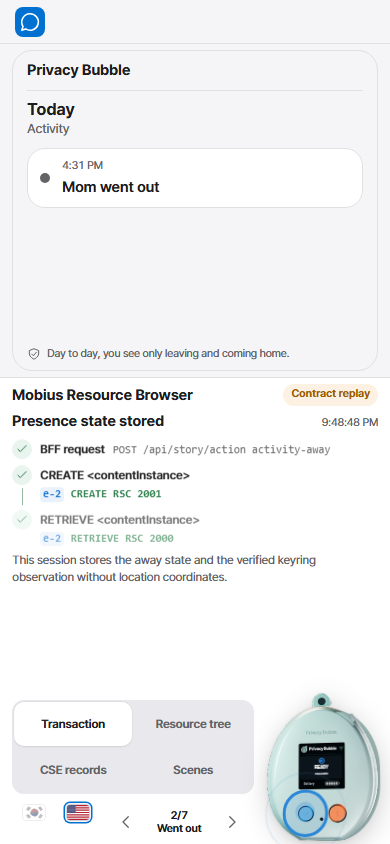 Privacy Bubble
Today
Activity
4:31 PM
Mom went out
Day to day, you see only leaving and coming home.
Mobius Resource Browser
Contract replay
Presence state stored
9:48:48 PM
BFF request POST /api/story/action activity-away
CREATE <contentInstance>
e-2 CREATE RSC 2001
RETRIEVE <contentInstance>
e-2 RETRIEVE RSC 2000
This session stores the away state and the verified keyring
observation without location coordinates.
Transaction
Resource tree
CSE records
Scenes
2/7
Went out
Privacy Bubble
PrivacyBubble